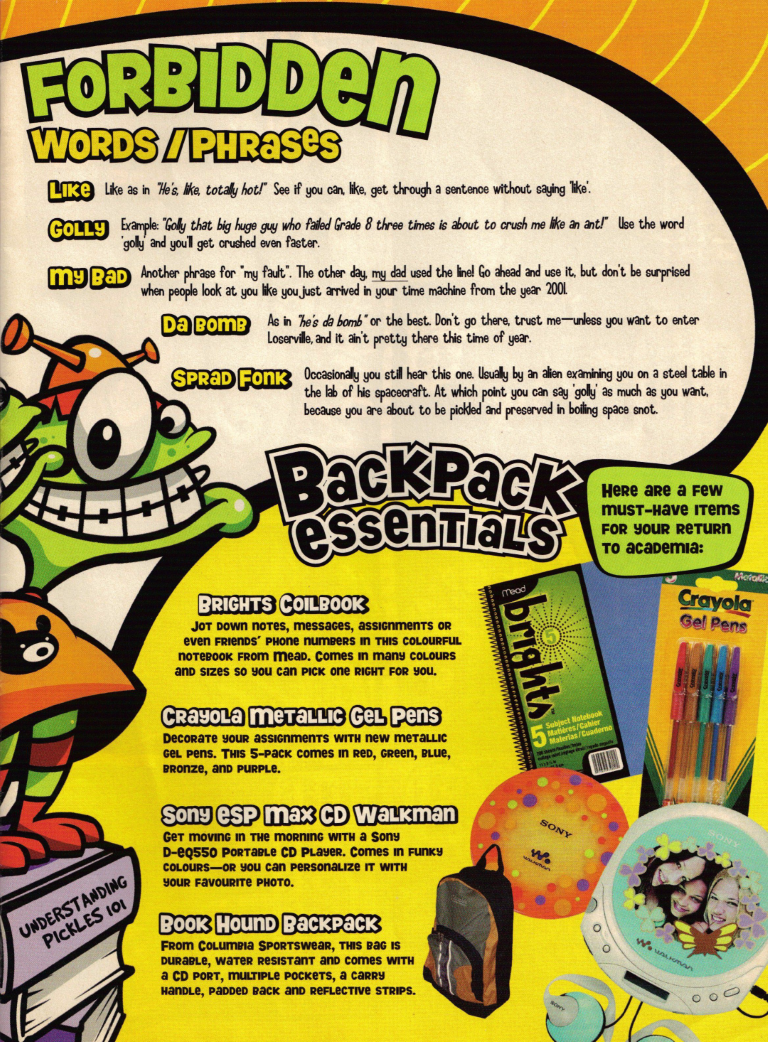 FORBIDDEN
WORDS / PHRASES
LIKE Like as in "He's, like, totally hot!" See if you can, like, get through a sentence without saying 'like'.
GOLLY Example: "Golly that big huge guy who failed Grade 8 three times is about to crush me like an ant!" Use the word
'golly' and you'll get crushed even faster.
MY BAD Another phrase for "my fault". The other day, my dad used the line! Go ahead and use it, but don't be surprised
when people look at you like you just arrived in your time machine from the year 2001.
DA BOMB As in "he's da bomb" or the best. Don't go there, trust me—unless you want to enter
Loserville, and it ain't pretty there this time of year.
SPRAD FONK Occasionally you still hear this one. Usually by an alien examining you on a steel table in
the lab of his spacecraft. At which point you can say 'golly' as much as you want,
because you are about to be pickled and preserved in boiling space snot.
BACKPACK
ESSENTIALS
HERE ARE A FEW
MUST-HAVE ITEMS
FOR YOUR RETURN
TO ACADEMIA:
BRIGHTS COILBOOK
JOT DOWN NOTES, MESSAGES, ASSIGNMENTS OR
EVEN FRIENDS' PHONE NUMBERS IN THIS COLOURFUL
NOTEBOOK FROM MEAD. COMES IN MANY COLOURS
AND SIZES SO YOU CAN PICK ONE RIGHT FOR YOU.
CRAYOLA METALLIC GEL PENS
DECORATE YOUR ASSIGNMENTS WITH NEW METALLIC
GEL PENS. THIS 5-PACK COMES IN RED, GREEN, BLUE,
BRONZE, AND PURPLE.
SONY ESP MAX CD WALKMAN
GET MOVING IN THE MORNING WITH A SONY
D-EQ550 PORTABLE CD PLAYER. COMES IN FUNKY
COLOURS—OR YOU CAN PERSONALIZE IT WITH
YOUR FAVOURITE PHOTO.
BOOK HOUND BACKPACK
FROM COLUMBIA SPORTSWEAR, THIS BAG IS
DURABLE, WATER RESISTANT AND COMES WITH
A CD PORT, MULTIPLE POCKETS, A CARRY
HANDLE, PADDED BACK AND REFLECTIVE STRIPS.
UNDERSTANDING
PICKLES 101
Mead
brights
5
5 Subject Notebook
Matières/Cahier
Materias/Cuaderno
Crayola
Gel Pens
SONY
WALKMAN
SONY
WALKMAN
SONY